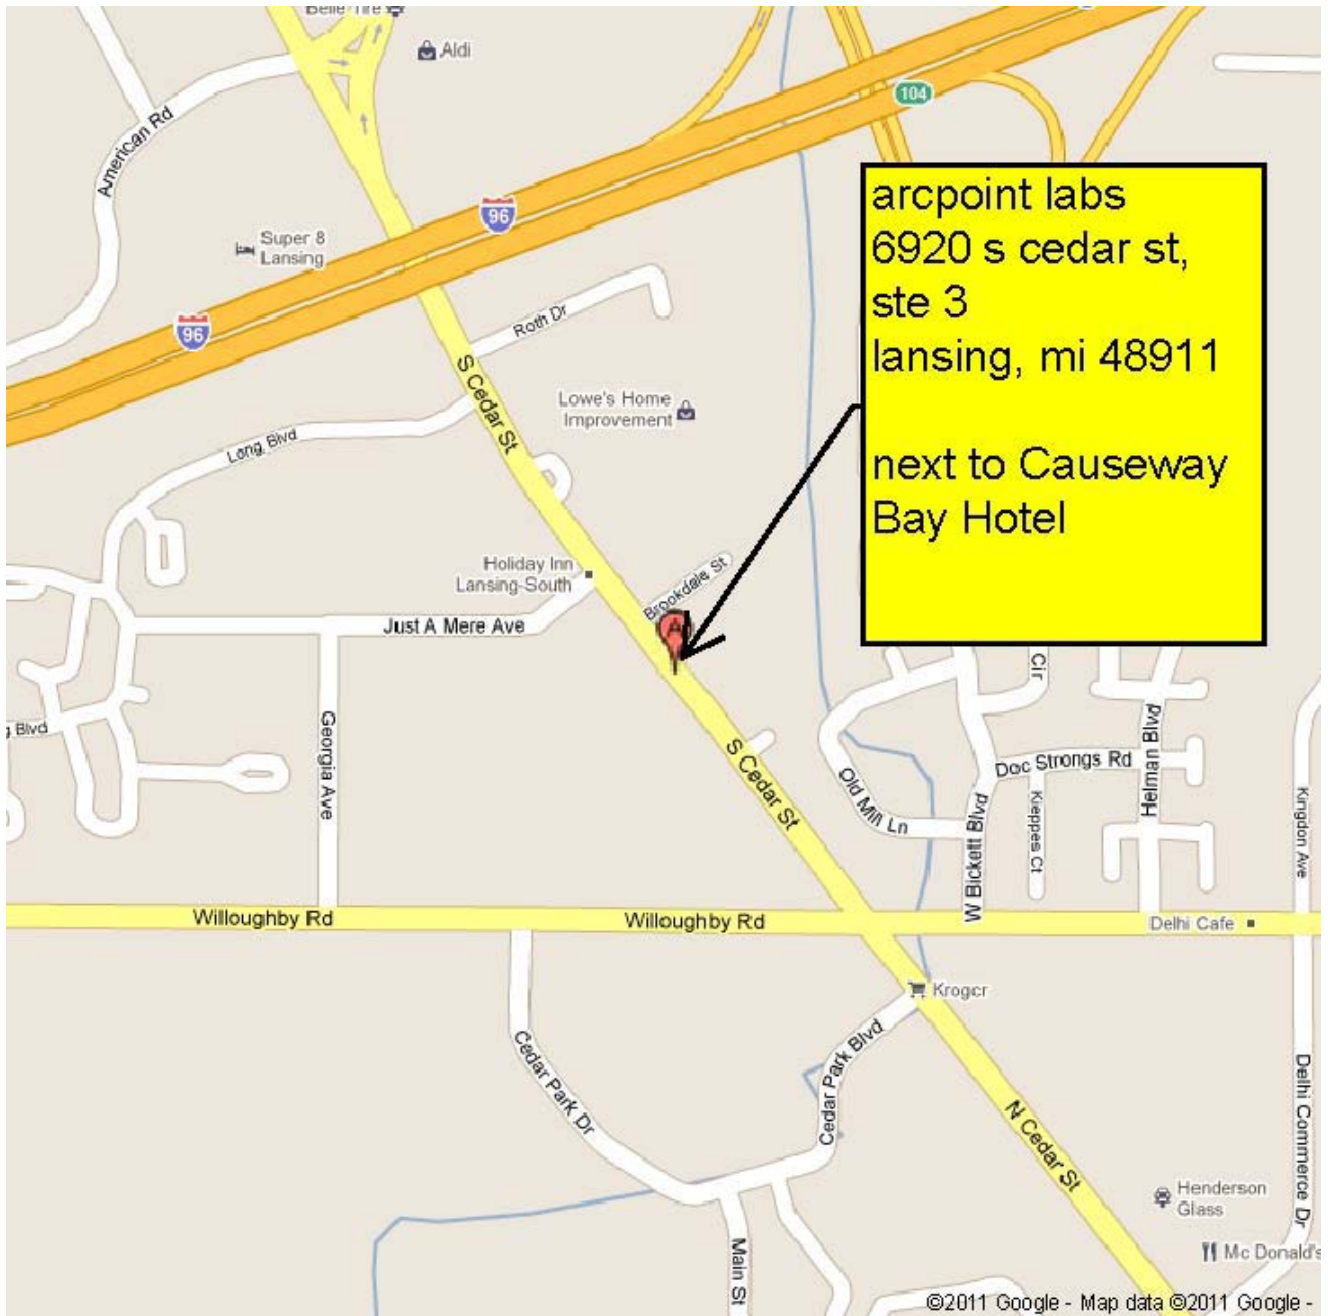 Belle Tire
Aldi
104
American Rd
96
Super 8
Lansing
96
Roth Dr
S Cedar St
Lowe's Home
Improvement
Long Blvd
arcpoint labs
6920 s cedar st,
ste 3
lansing, mi 48911
next to Causeway
Bay Hotel
Holiday Inn
Lansing-South
Brookdale St
Just A Mere Ave
A
Cir
g Blvd
Georgia Ave
S Cedar St
Old Mill Ln
Doc Strongs Rd
Helman Blvd
W Bickett Blvd
Kieppes Ct
Kingdon Ave
Willoughby Rd
Willoughby Rd
Delhi Cafe
Kroger
Cedar Park Dr
Cedar Park Blvd
N Cedar St
Delhi Commerce Dr
Henderson
Glass
Main St
Mc Donald's
©2011 Google - Map data ©2011 Google -